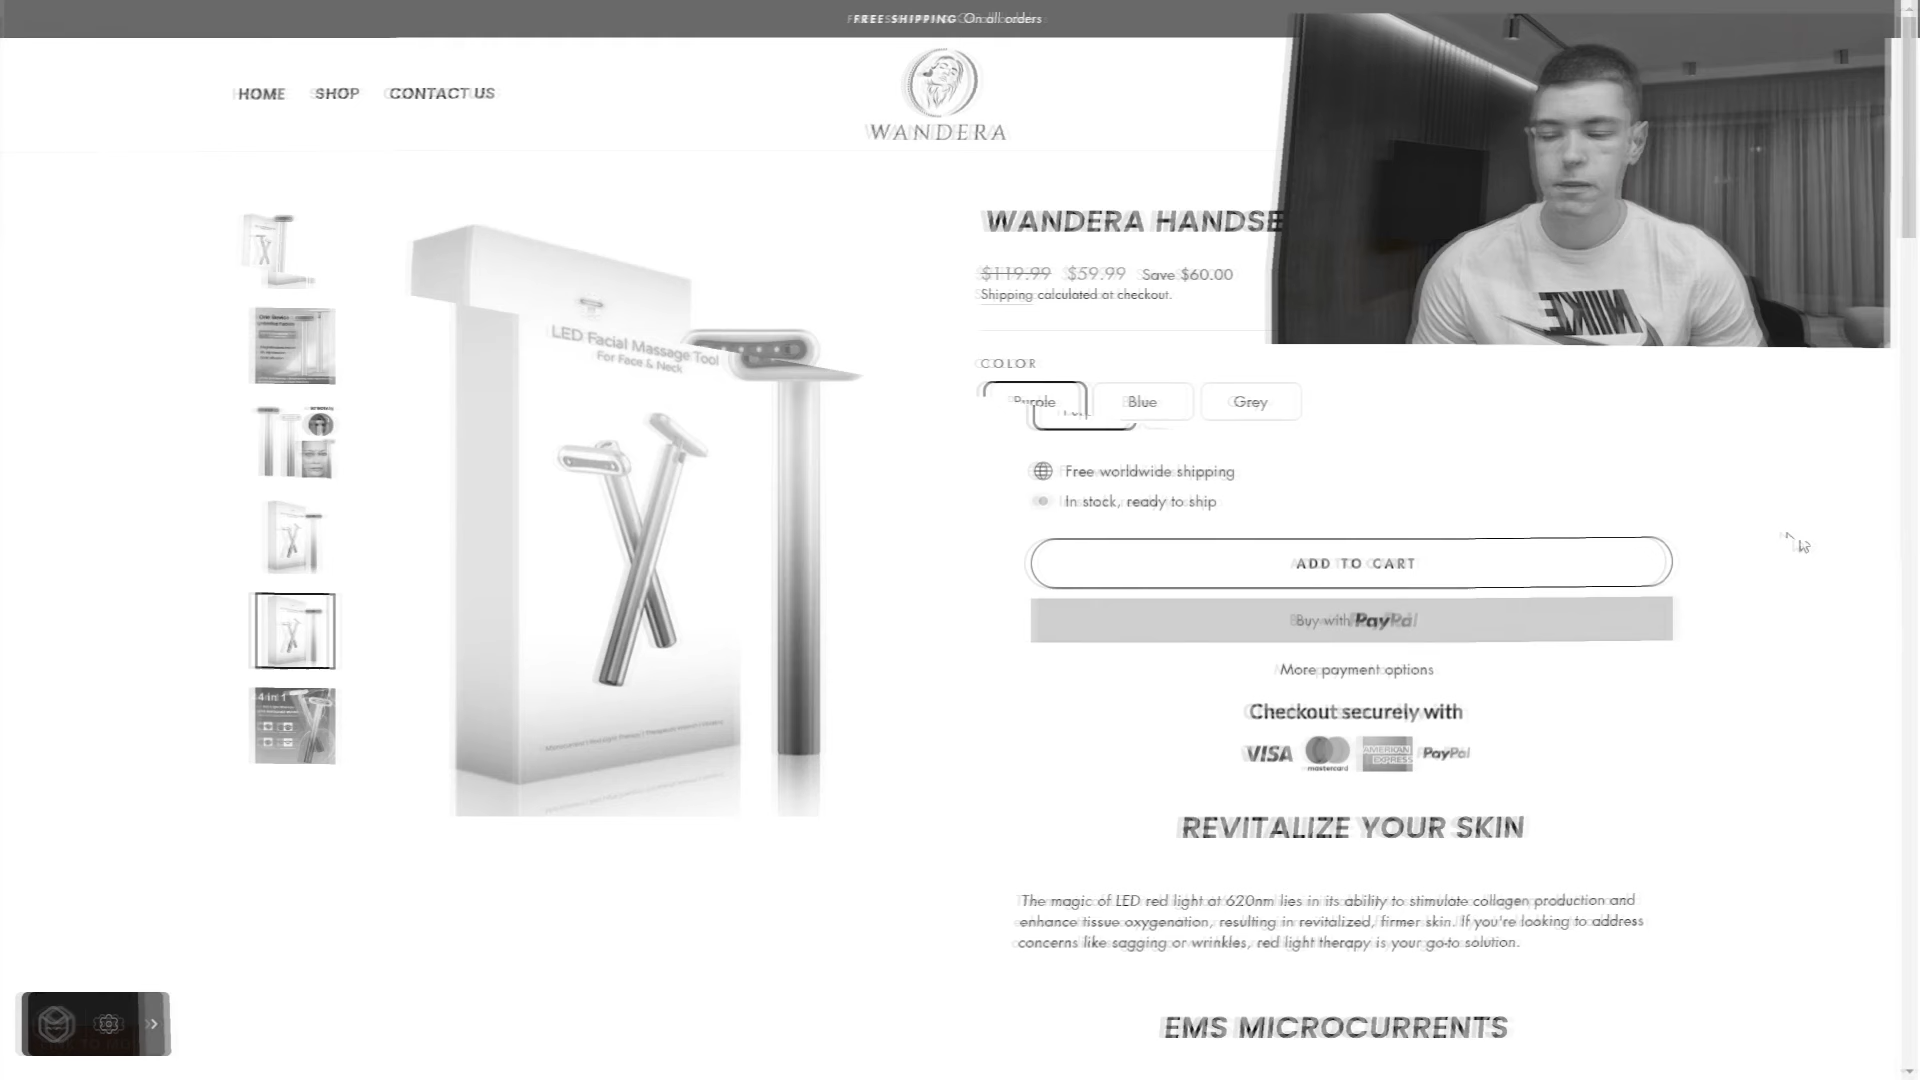 FREE SHIPPING On all orders
HOME SHOP CONTACT US
WANDERA
WANDERA HANDSE
$119.99 $59.99 Save $60.00
Shipping calculated at checkout.
COLOR
Purple Blue Grey
Free worldwide shipping
In stock, ready to ship
ADD TO CART
Buy with PayPal
More payment options
Checkout securely with
VISA mastercard AMERICAN EXPRESS PayPal
REVITALIZE YOUR SKIN
The magic of LED red light at 620nm lies in its ability to stimulate collagen production and
enhance tissue oxygenation, resulting in revitalized, firmer skin. If you're looking to address
concerns like sagging or wrinkles, red light therapy is your go-to solution.
EMS MICROCURRENTS
LED Facial Massage Tool
For Face & Neck
4 in 1
NIKE